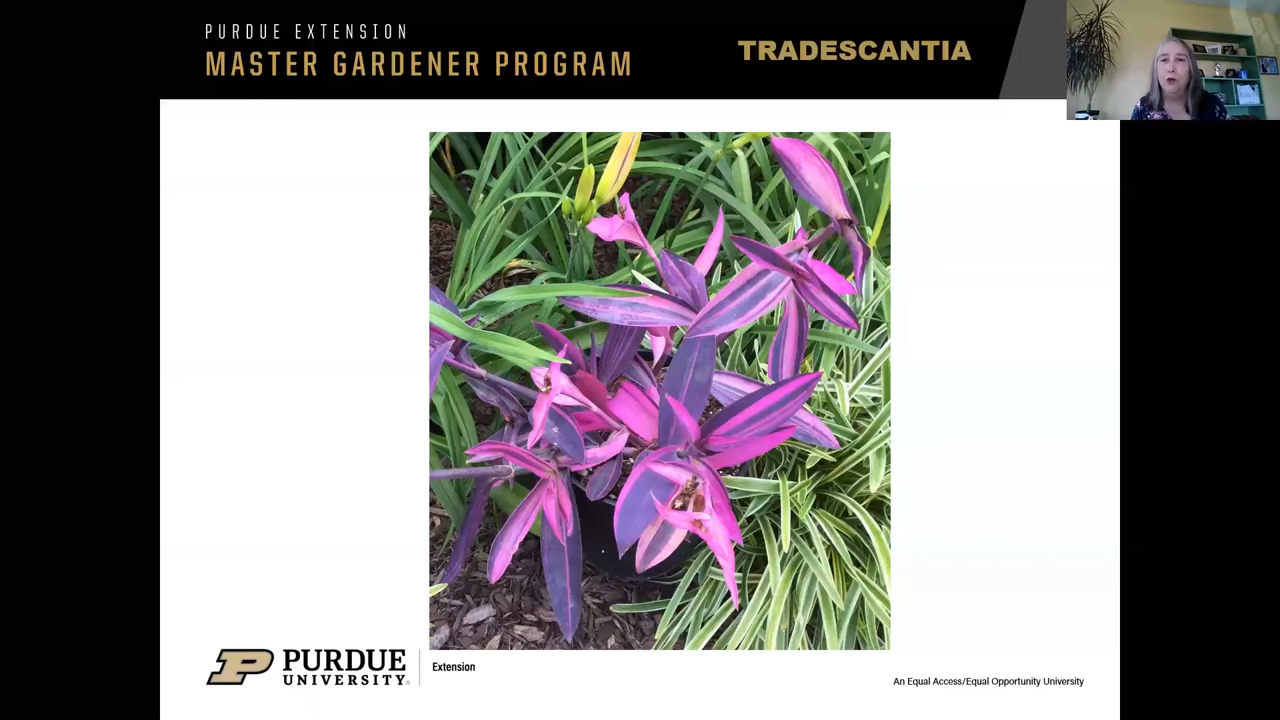 PURDUE EXTENSION
MASTER GARDENER PROGRAM
TRADESCANTIA
P PURDUE
UNIVERSITY®
Extension
An Equal Access/Equal Opportunity University